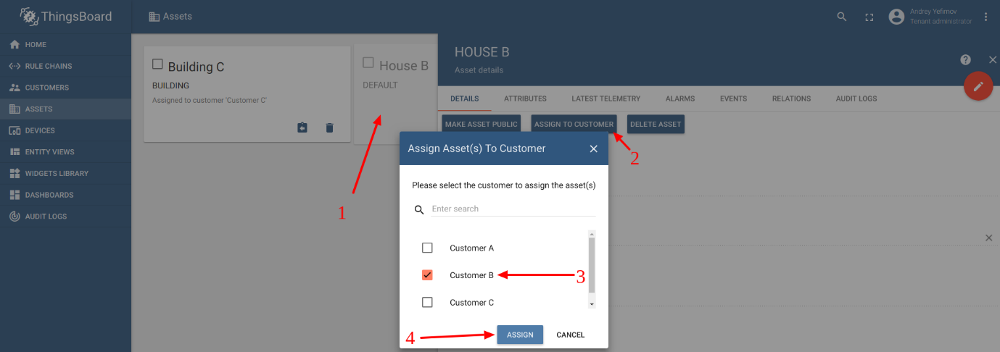 ThingsBoard
HOME
RULE CHAINS
CUSTOMERS
ASSETS
DEVICES
ENTITY VIEWS
WIDGETS LIBRARY
DASHBOARDS
AUDIT LOGS
Assets
Andrey Yefimov
Tenant administrator
Building C
BUILDING
Assigned to customer 'Customer C'
House B
DEFAULT
1
HOUSE B
Asset details
DETAILS ATTRIBUTES LATEST TELEMETRY ALARMS EVENTS RELATIONS AUDIT LOGS
MAKE ASSET PUBLIC ASSIGN TO CUSTOMER DELETE ASSET
2
Assign Asset(s) To Customer
Please select the customer to assign the asset(s)
Enter search
Customer A
Customer B
3
Customer C
4
ASSIGN CANCEL